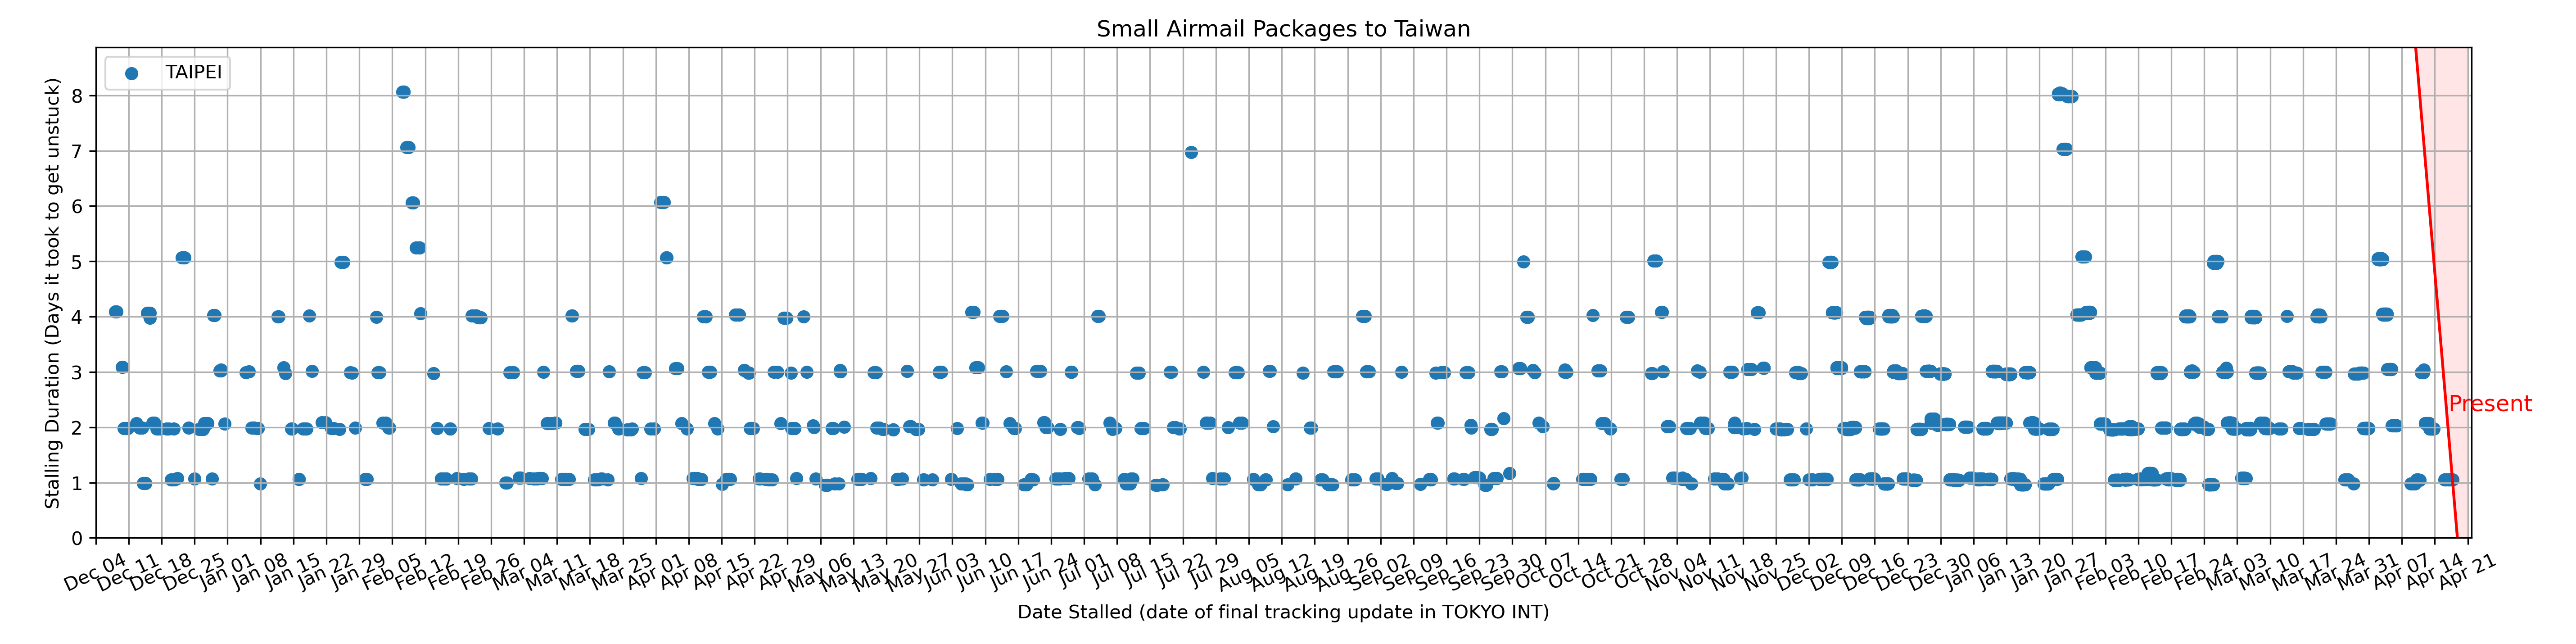 Small Airmail Packages to Taiwan
TAIPEI
Stalling Duration (Days it took to get unstuck)
8
7
6
5
4
3
2
1
0
Present
Dec 04 Dec 11 Dec 18 Dec 25 Jan 01 Jan 08 Jan 15 Jan 22 Jan 29 Feb 05 Feb 12 Feb 19 Feb 26 Mar 04 Mar 11 Mar 18 Mar 25 Apr 01 Apr 08 Apr 15 Apr 22 Apr 29 May 06 May 13 May 20 May 27 Jun 03 Jun 10 Jun 17 Jun 24 Jul 01 Jul 08 Jul 15 Jul 22 Jul 29 Aug 05 Aug 12 Aug 19 Aug 26 Sep 02 Sep 09 Sep 16 Sep 23 Sep 30 Oct 07 Oct 14 Oct 21 Oct 28 Nov 04 Nov 11 Nov 18 Nov 25 Dec 02 Dec 09 Dec 16 Dec 23 Dec 30 Jan 06 Jan 13 Jan 20 Jan 27 Feb 03 Feb 10 Feb 17 Feb 24 Mar 03 Mar 10 Mar 17 Mar 24 Mar 31 Apr 07 Apr 14 Apr 21
Date Stalled (date of final tracking update in TOKYO INT)